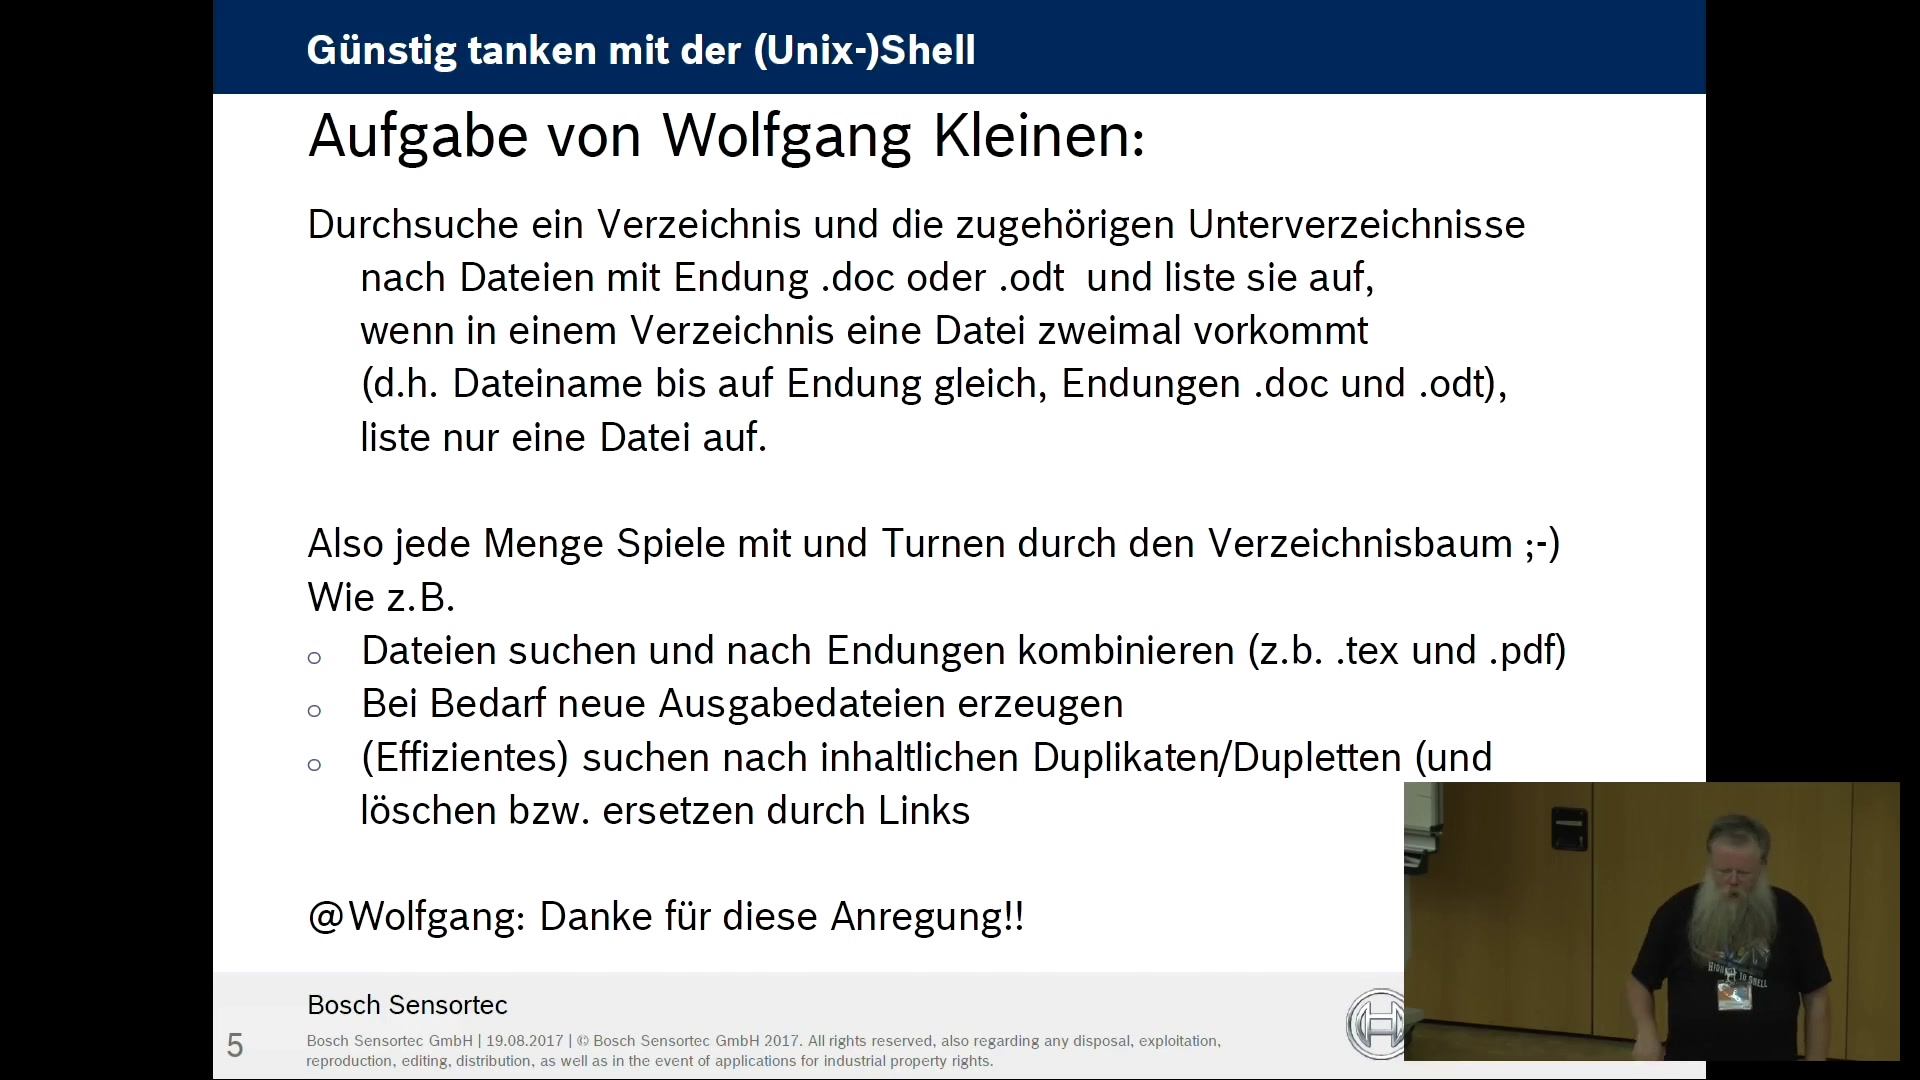 Günstig tanken mit der (Unix-)Shell
Aufgabe von Wolfgang Kleinen:
Durchsuche ein Verzeichnis und die zugehörigen Unterverzeichnisse
nach Dateien mit Endung .doc oder .odt und liste sie auf,
wenn in einem Verzeichnis eine Datei zweimal vorkommt
(d.h. Dateiname bis auf Endung gleich, Endungen .doc und .odt),
liste nur eine Datei auf.
Also jede Menge Spiele mit und Turnen durch den Verzeichnisbaum ;-)
Wie z.B.
o Dateien suchen und nach Endungen kombinieren (z.b. .tex und .pdf)
o Bei Bedarf neue Ausgabedateien erzeugen
o (Effizientes) suchen nach inhaltlichen Duplikaten/Dupletten (und
löschen bzw. ersetzen durch Links
@Wolfgang: Danke für diese Anregung!!
Bosch Sensortec
5
Bosch Sensortec GmbH | 19.08.2017 | © Bosch Sensortec GmbH 2017. All rights reserved, also regarding any disposal, exploitation,
reproduction, editing, distribution, as well as in the event of applications for industrial property rights.